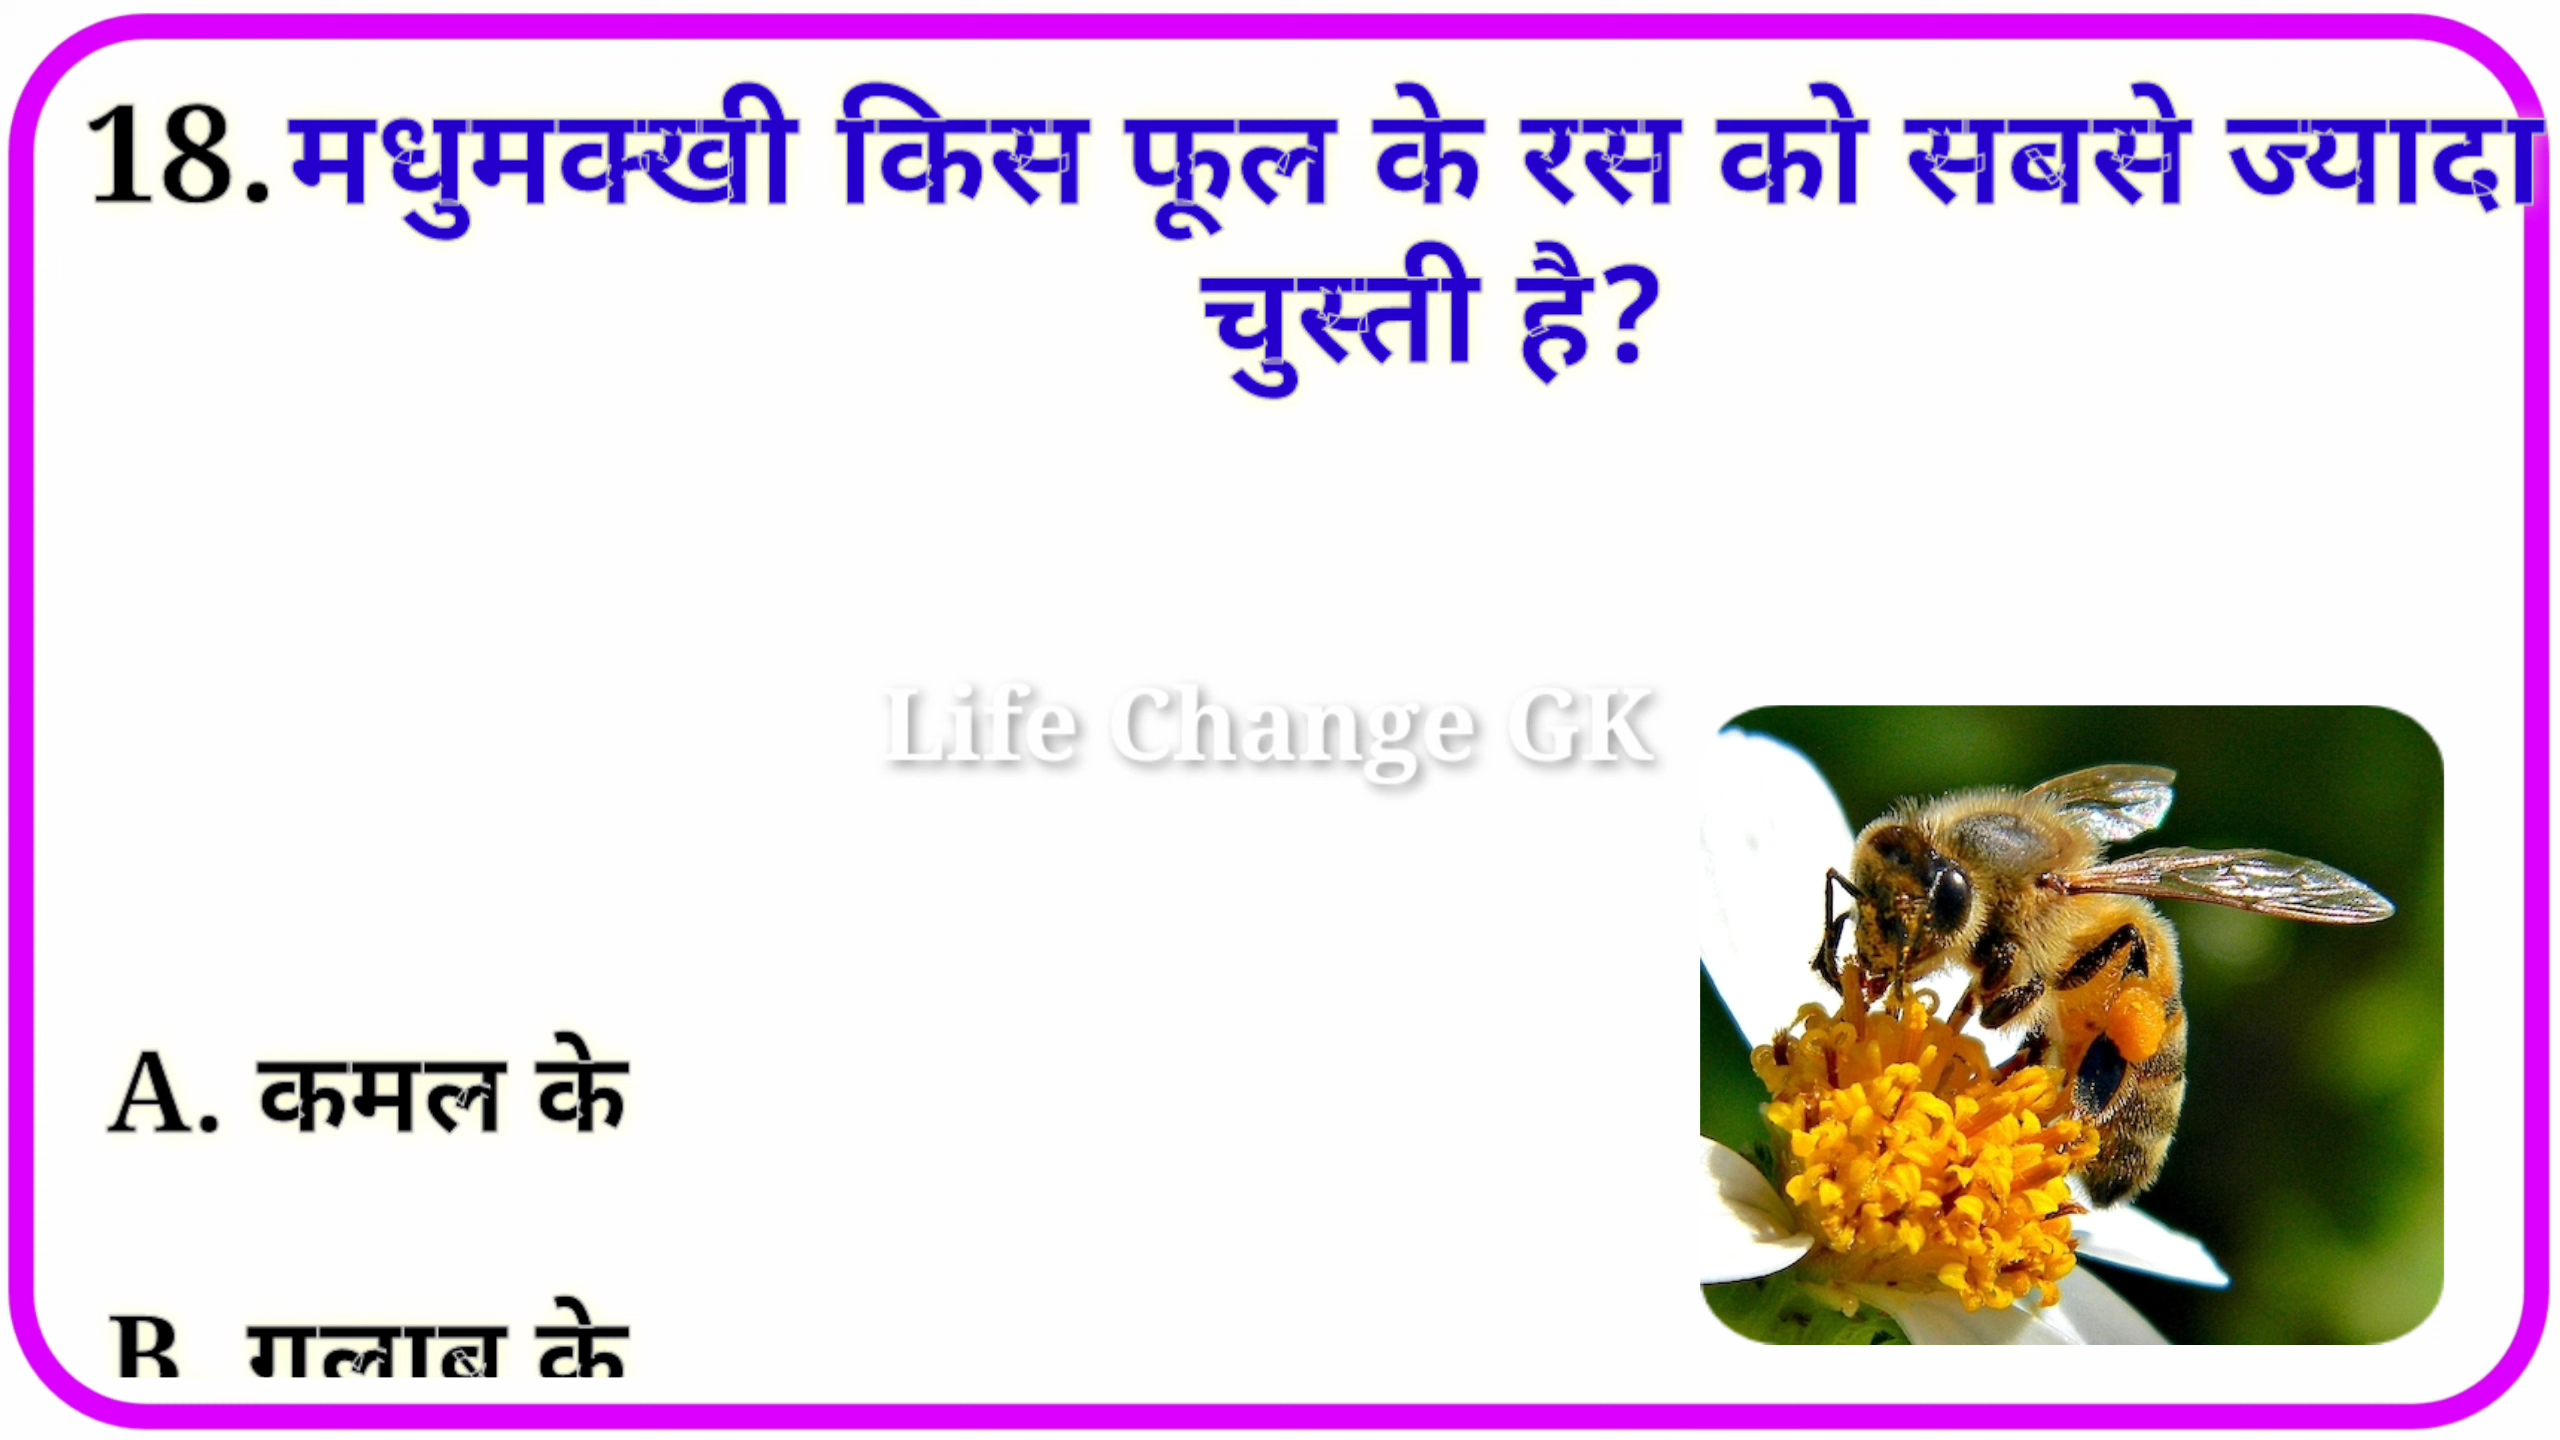 18. मधुमक्खी किस फूल के रस को सबसे ज्यादा
चुस्ती है?
Life Change GK
A. कमल के
B. गुलाब के